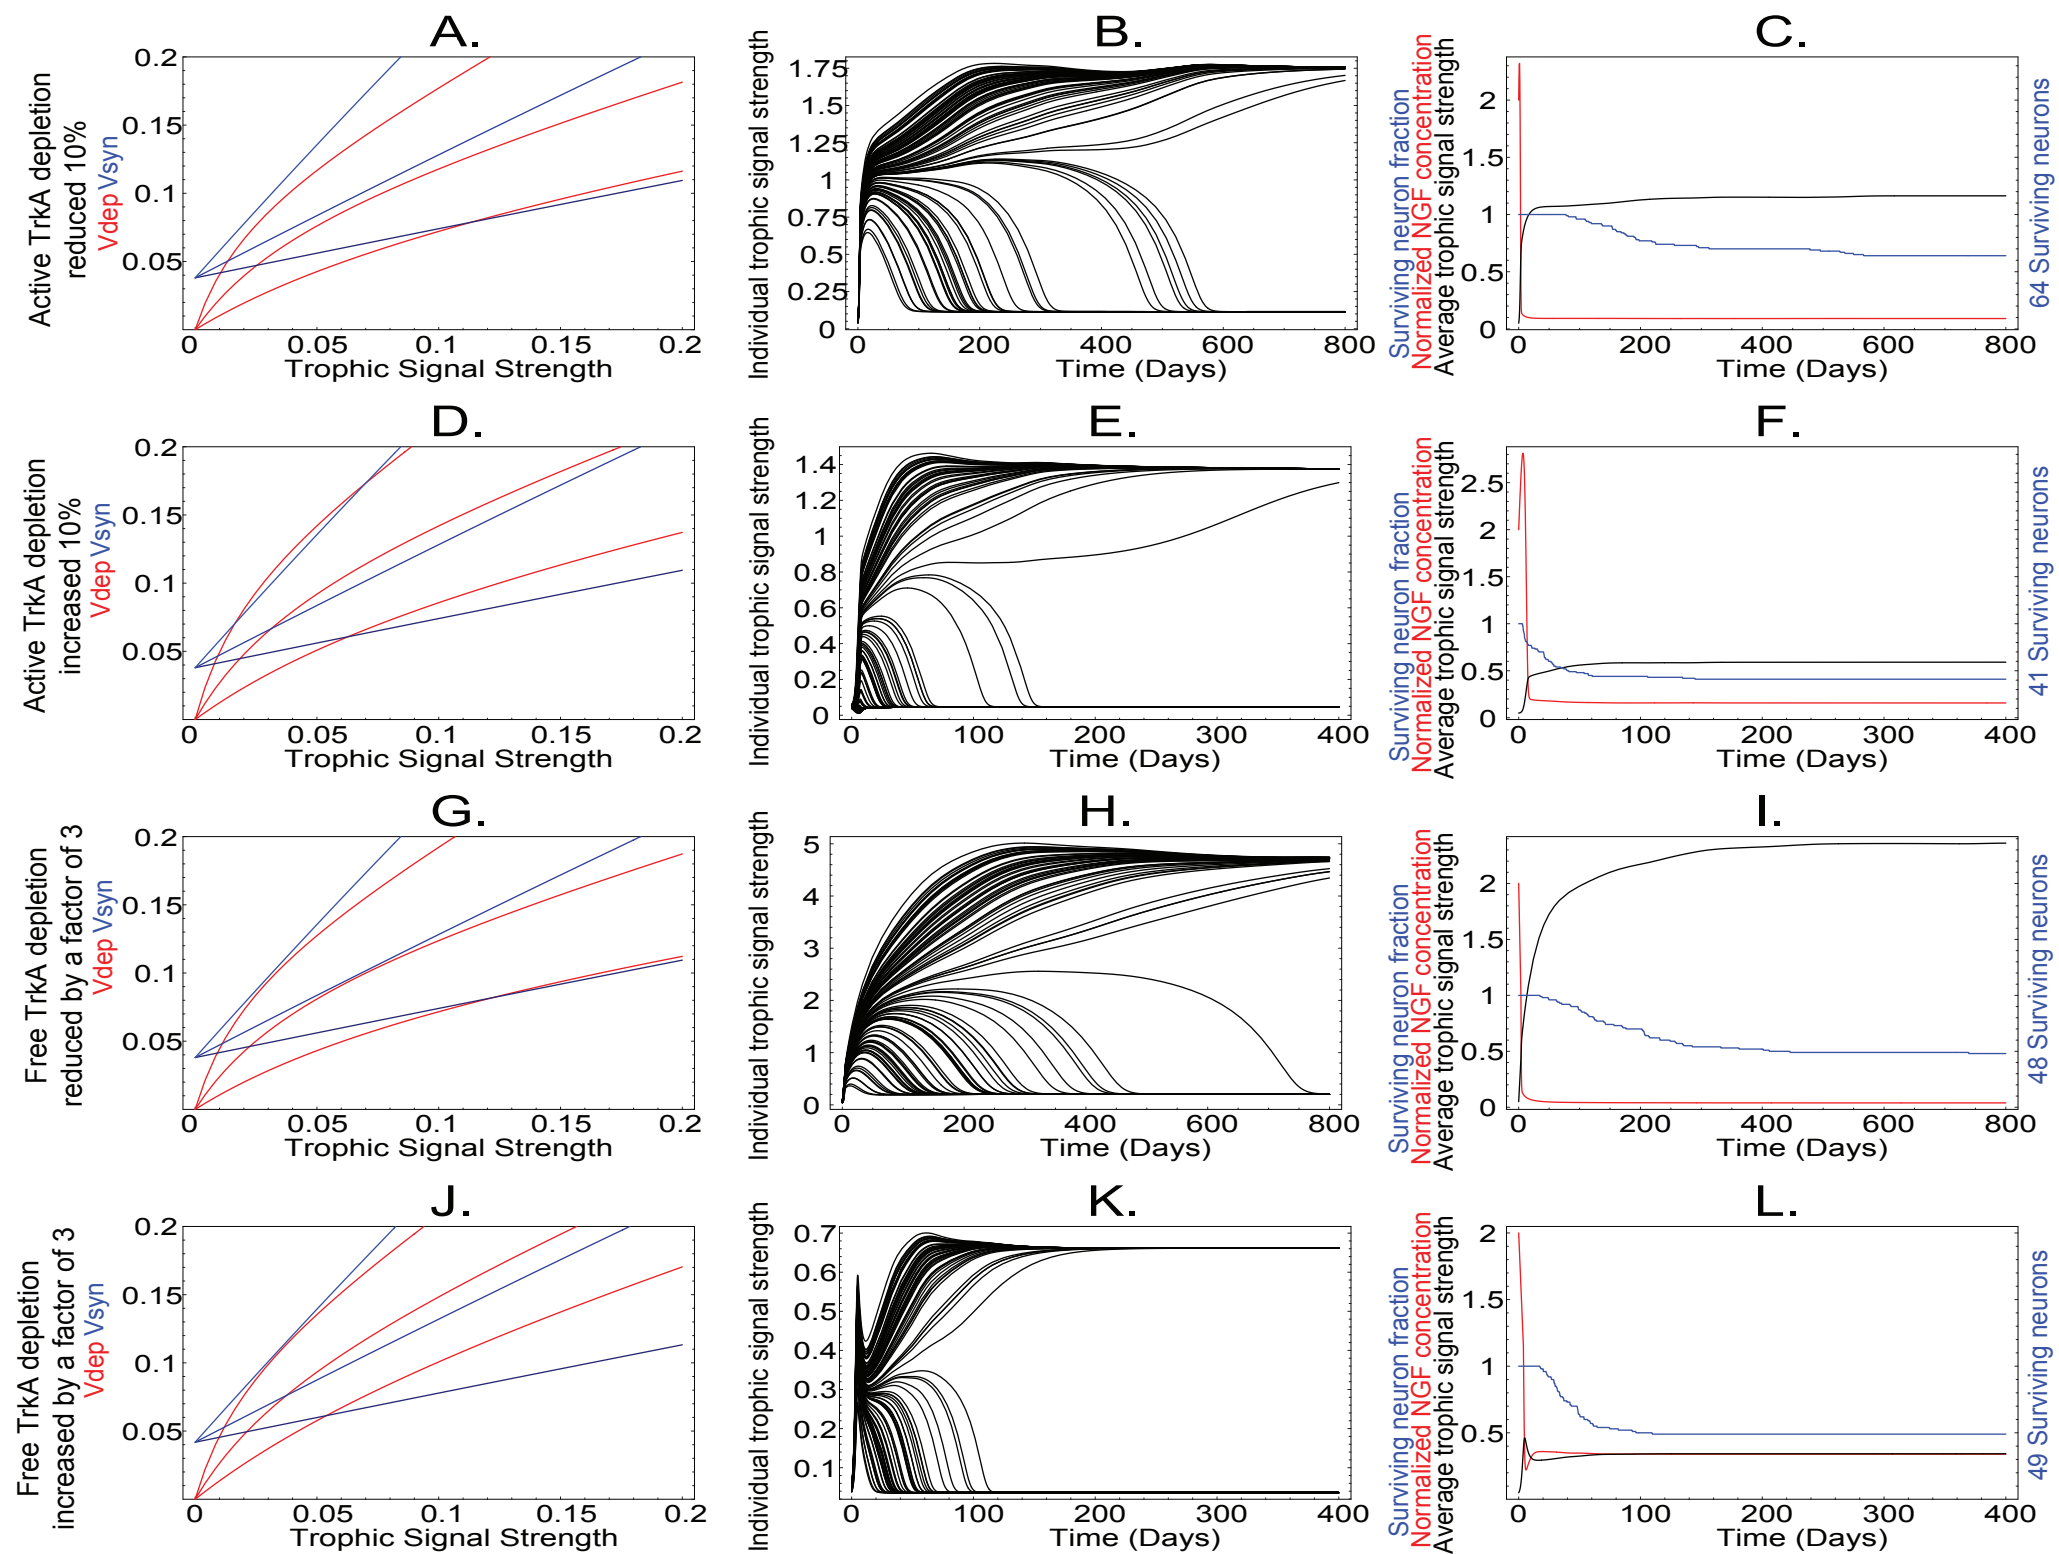 A.
Active TrkA depletion
reduced 10%
Vdep Vsyn
0.2
0.15
0.1
0.05
0 0.05 0.1 0.15 0.2
Trophic Signal Strength
B.
Individual trophic signal strength
1.75
1.5
1.25
1
0.75
0.5
0.25
0
0 200 400 600 800
Time (Days)
C.
Surviving neuron fraction
Normalized NGF concentration
Average trophic signal strength
2
1.5
1
0.5
0
0 200 400 600 800
Time (Days)
64 Surviving neurons
D.
Active TrkA depletion
increased 10%
Vdep Vsyn
0.2
0.15
0.1
0.05
0 0.05 0.1 0.15 0.2
Trophic Signal Strength
E.
Individual trophic signal strength
1.4
1.2
1
0.8
0.6
0.4
0.2
0
0 100 200 300 400
Time (Days)
F.
Surviving neuron fraction
Normalized NGF concentration
Average trophic signal strength
2.5
2
1.5
1
0.5
0
0 100 200 300 400
Time (Days)
41 Surviving neurons
G.
Free TrkA depletion
reduced by a factor of 3
Vdep Vsyn
0.2
0.15
0.1
0.05
0 0.05 0.1 0.15 0.2
Trophic Signal Strength
H.
Individual trophic signal strength
5
4
3
2
1
0
0 200 400 600 800
Time (Days)
I.
Surviving neuron fraction
Normalized NGF concentration
Average trophic signal strength
2
1.5
1
0.5
0
0 200 400 600 800
Time (Days)
48 Surviving neurons
J.
Free TrkA depletion
increased by a factor of 3
Vdep Vsyn
0.2
0.15
0.1
0.05
0 0.05 0.1 0.15 0.2
Trophic Signal Strength
K.
Individual trophic signal strength
0.7
0.6
0.5
0.4
0.3
0.2
0.1
0 100 200 300 400
Time (Days)
L.
Surviving neuron fraction
Normalized NGF concentration
Average trophic signal strength
2
1.5
1
0.5
0 100 200 300 400
Time (Days)
49 Surviving neurons